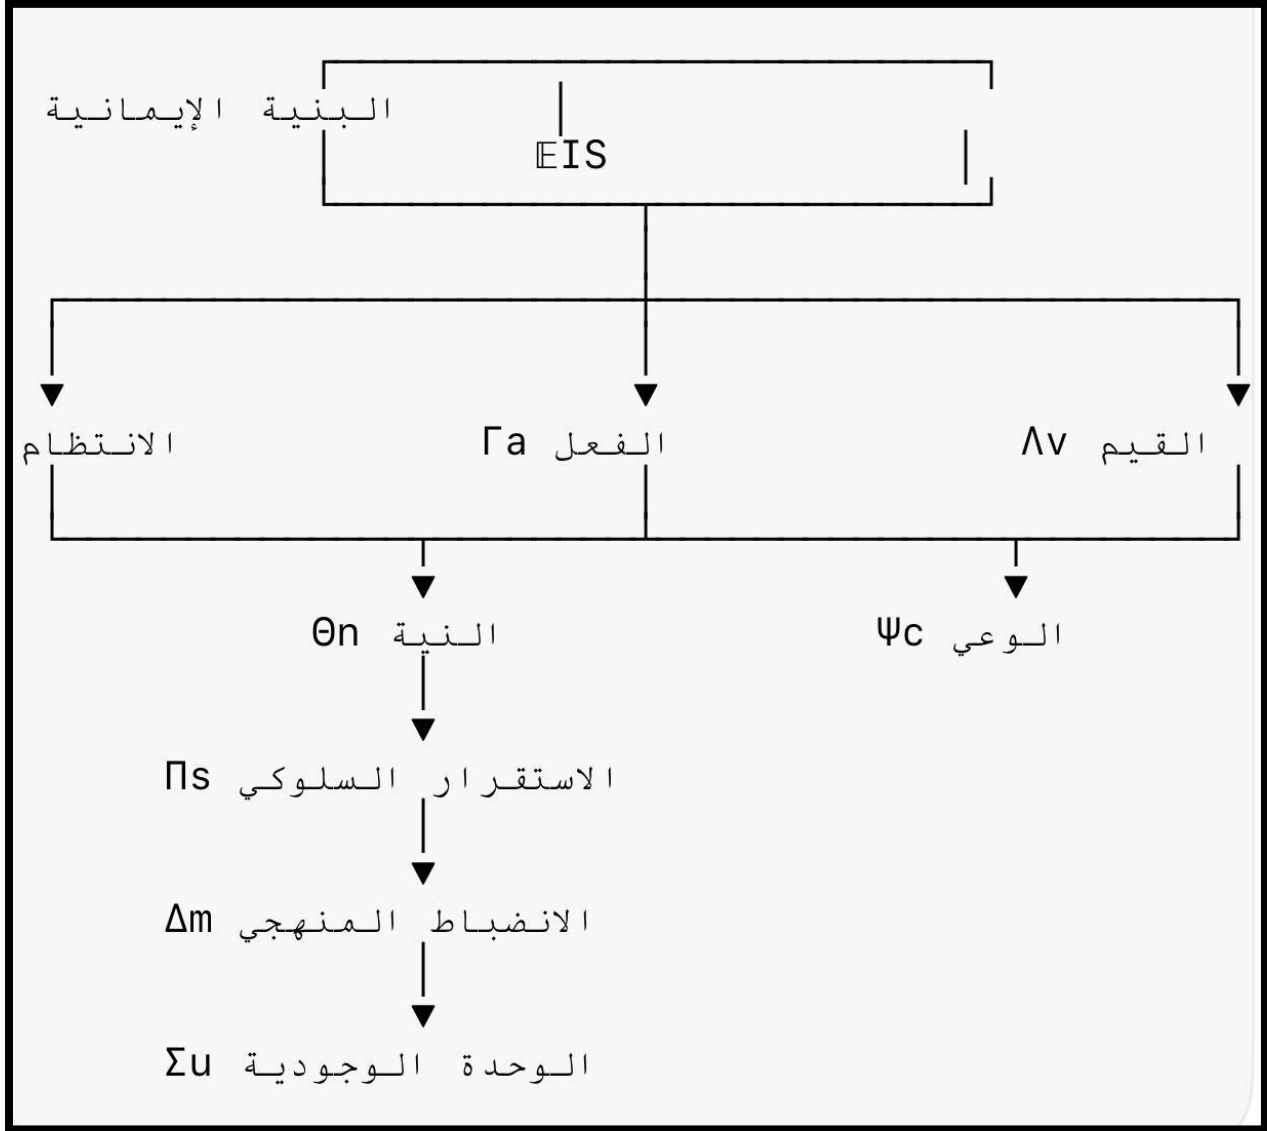 البنية الإيمانية
𝔼IS
القيم Λv
الفعل Γa
الانتظام
الوعي Ψc
النية Θn
الاستقرار السلوكي Πs
الانضباط المنهجي Δm
الوحدة الوجودية Σu